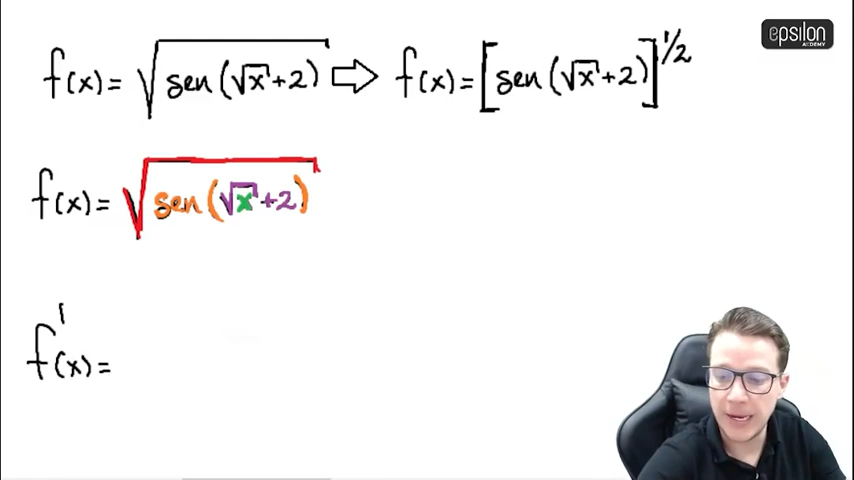 epsilon
ACADEMY
f(x) = √sen(√x+2) ⇨ f(x) = [sen(√x+2)]^1/2
f(x) = √sen(√x+2)
f'(x) =